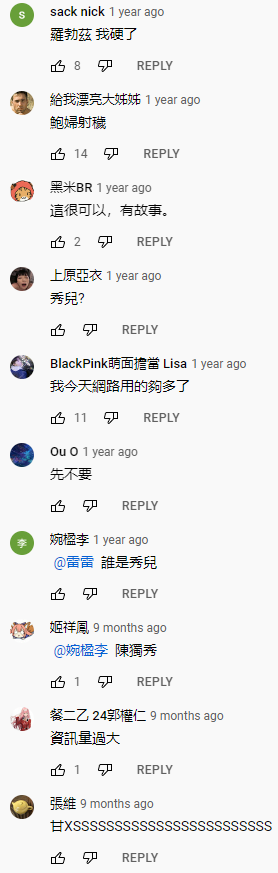 S
sack nick 1 year ago
羅勃茲 我硬了
8 REPLY
給我漂亮大姊姊 1 year ago
鮑婦射穢
14 REPLY
黑米BR 1 year ago
這很可以，有故事。
2 REPLY
上原亞衣 1 year ago
秀兒?
REPLY
BlackPink萌面擔當 Lisa 1 year ago
我今天網路用的夠多了
11 REPLY
Ou O 1 year ago
先不要
REPLY
李
婉楹李 1 year ago
@雷雷 誰是秀兒
REPLY
姬祥鳳 9 months ago
@婉楹李 陳獨秀
1 REPLY
餐二乙 24郭權仁 9 months ago
資訊量過大
1 REPLY
張維 9 months ago
甘XSSSSSSSSSSSSSSSSSSSSSSSS
REPLY